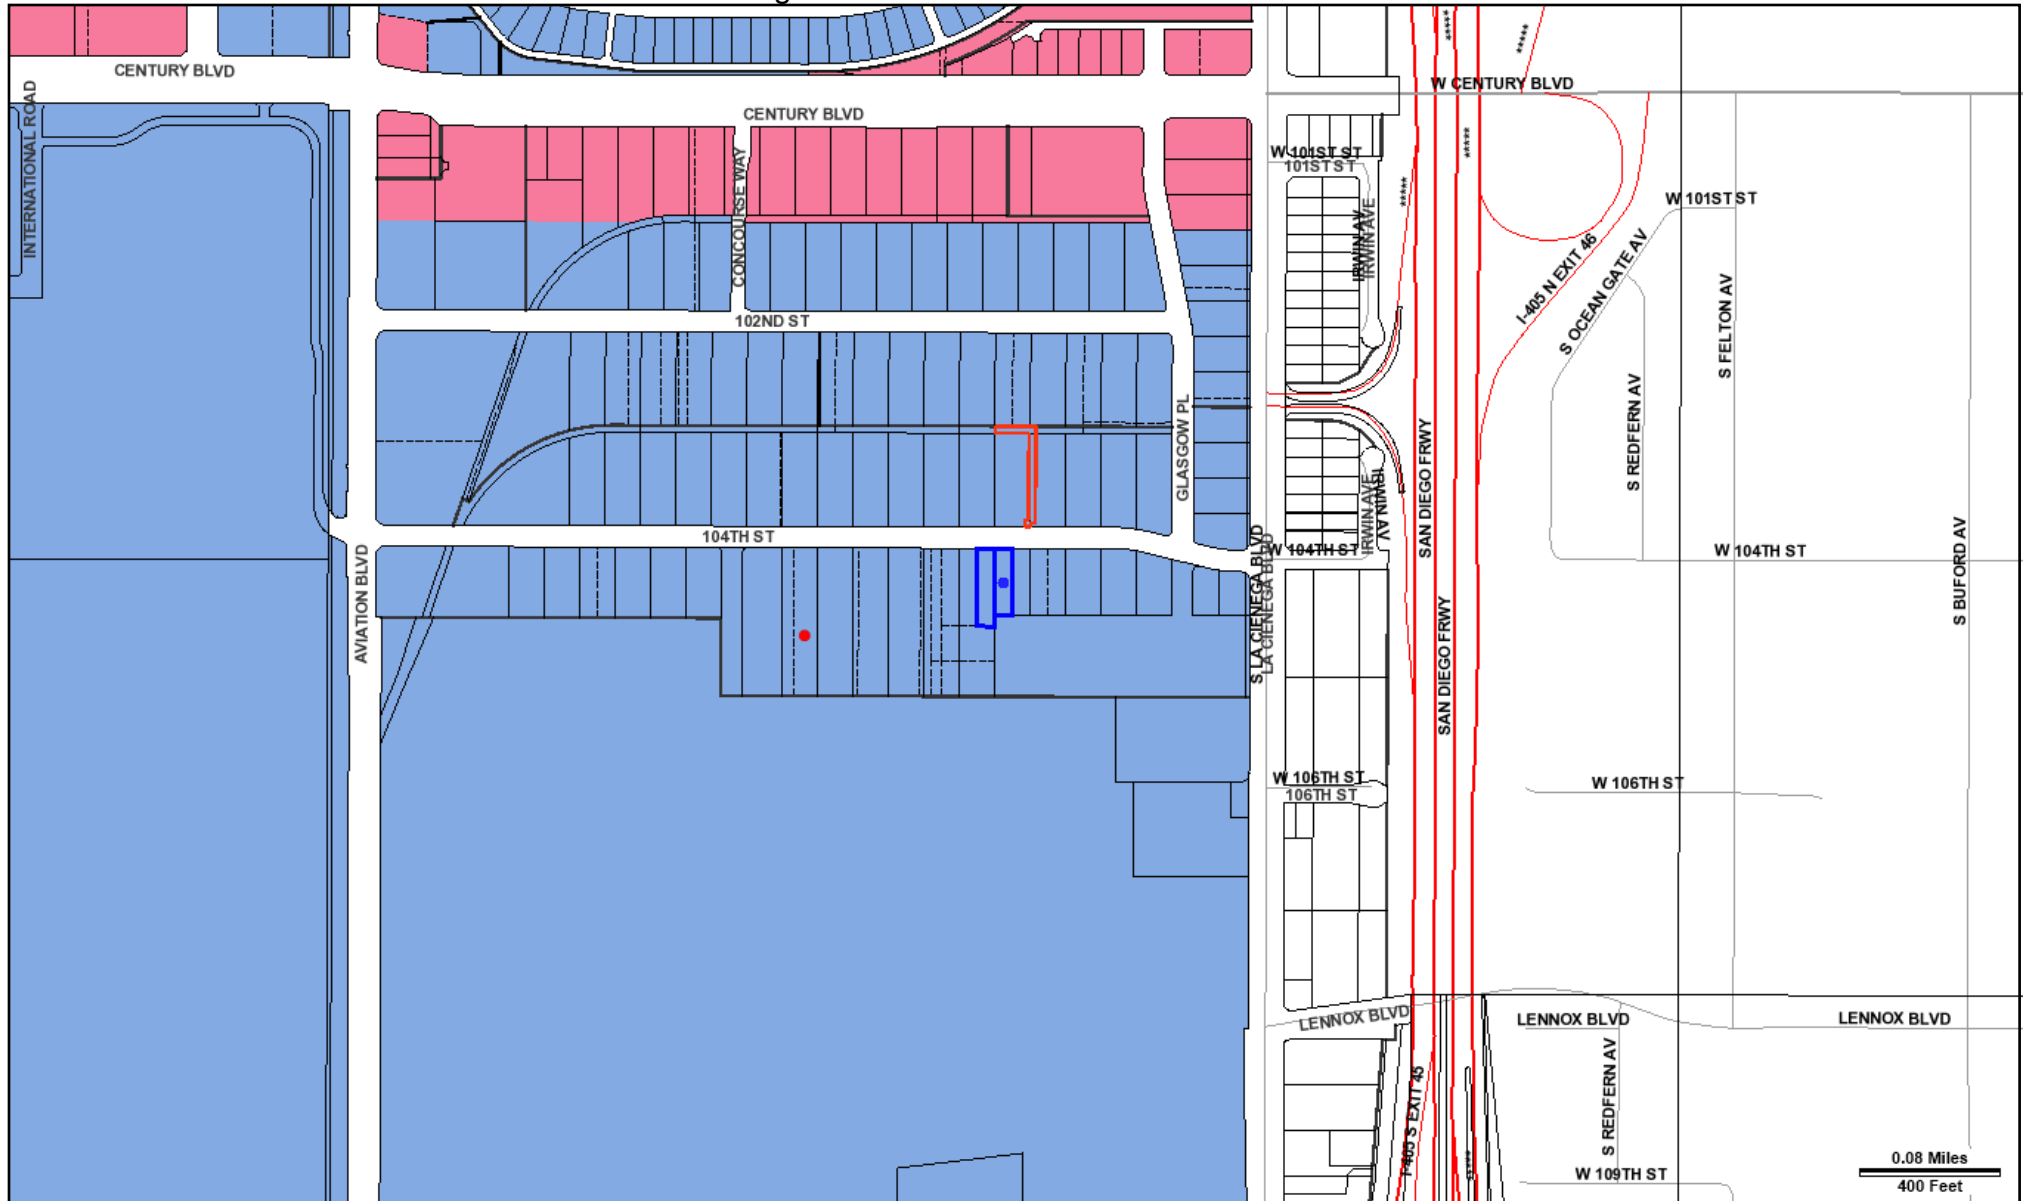 CENTURY BLVD
W CENTURY BLVD
CENTURY BLVD
INTERNATIONAL ROAD
CONCOURSE WAY
W 101ST ST
101ST ST
W 101ST ST
IRWIN AV
IRWIN AVE
I-405 N EXIT 46
S OCEAN GATE AV
S FELTON AV
102ND ST
S REDFERN AV
GLASGOW PL
SAN DIEGO FRWY
IRWIN AVE
IRWIN AV
104TH ST
W 104TH ST
W 104TH ST
AVIATION BLVD
S LA CIENEGA BLVD
LA CIENEGA BLVD
S BUFORD AV
SAN DIEGO FRWY
W 106TH ST
106TH ST
W 106TH ST
LENNOX BLVD
LENNOX BLVD
LENNOX BLVD
S REDFERN AV
I-405 S EXIT 45
W 109TH ST
0.08 Miles
400 Feet